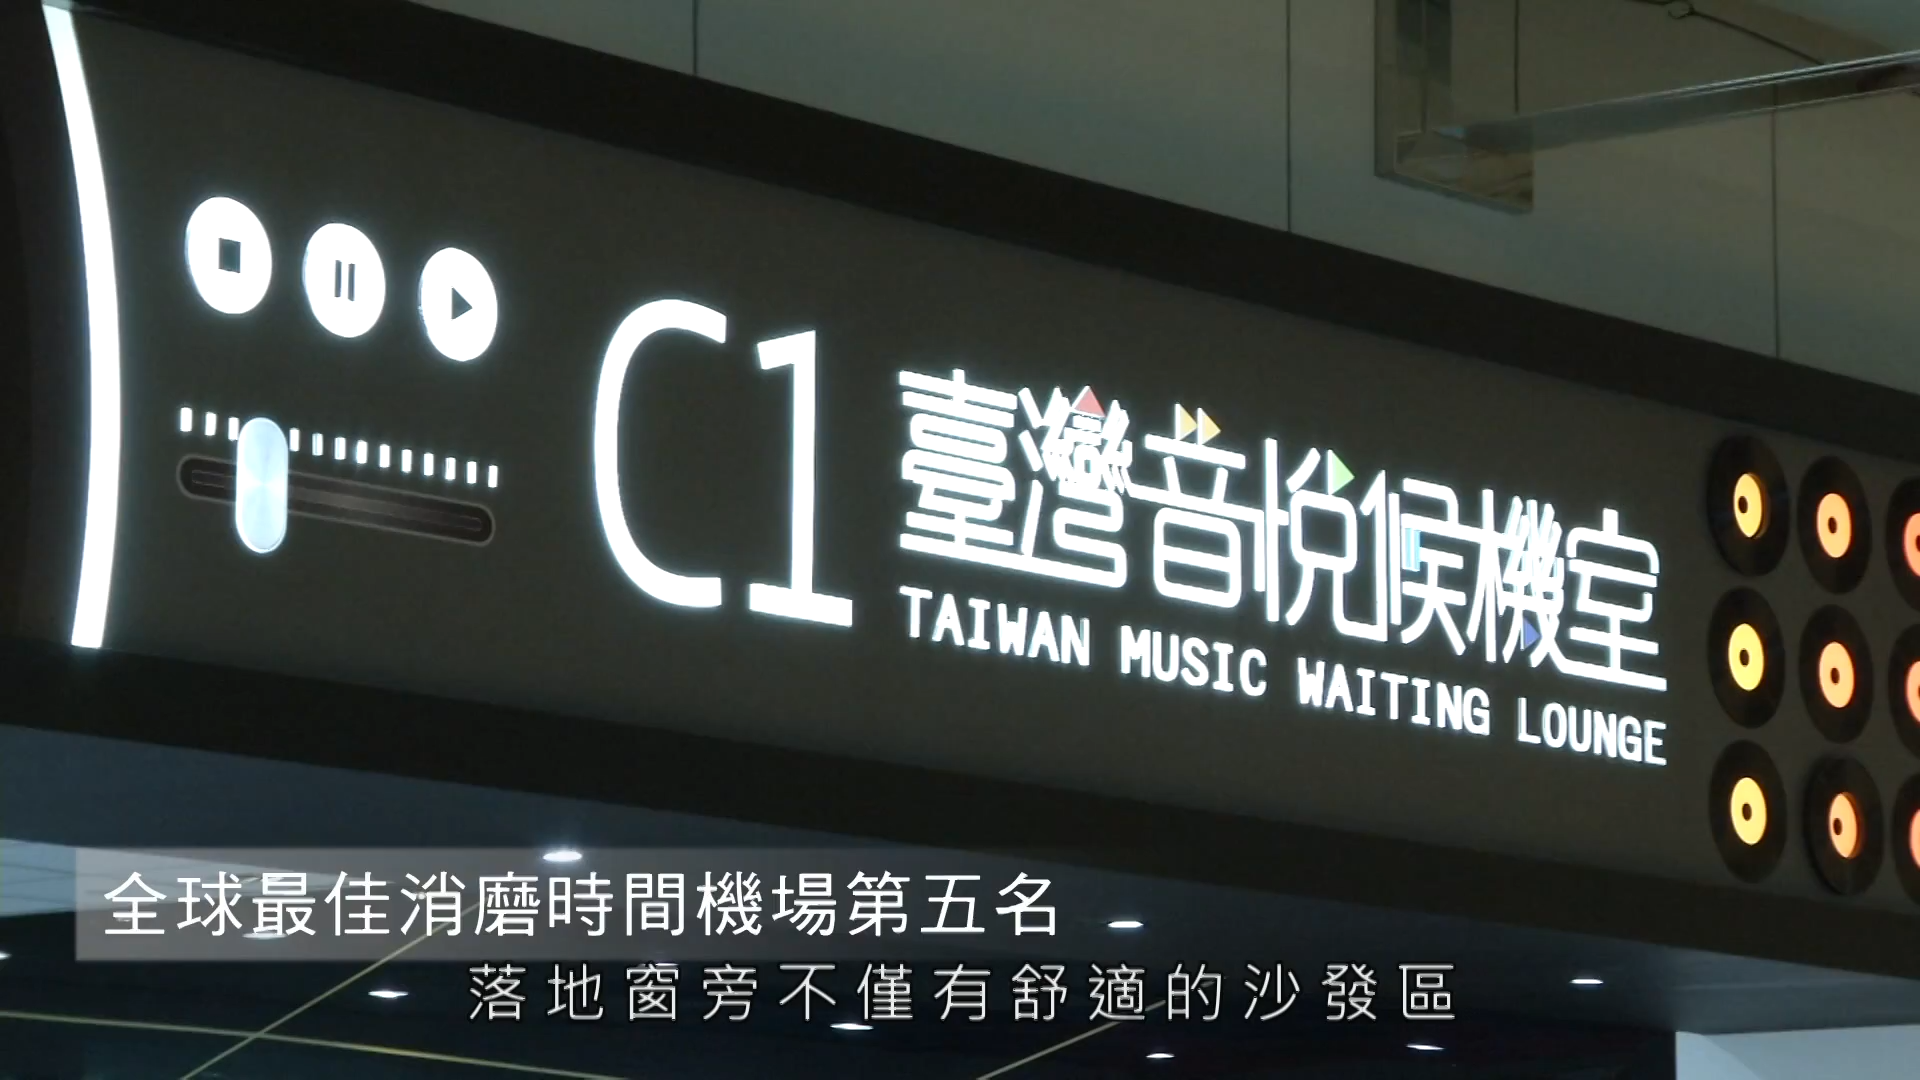 C1
臺灣音悅候機室
TAIWAN MUSIC WAITING LOUNGE
全球最佳消磨時間機場第五名
落地窗旁不僅有舒適的沙發區